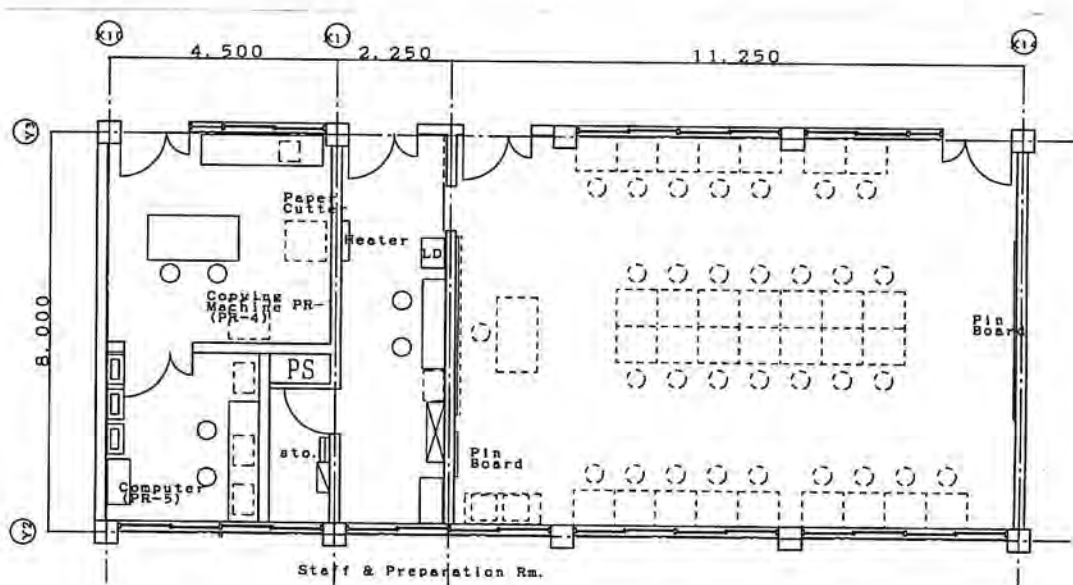 X10
X11
X14
4.500
2.250
11.250
Y3
Paper
Cutter
Heater
LD
Copying
Machine
(PR-4)
PR-
8.000
Pin
Board
PS
sto.
Pin
Board
Computer
(PR-5)
Y2
Staff & Preparation Rm.